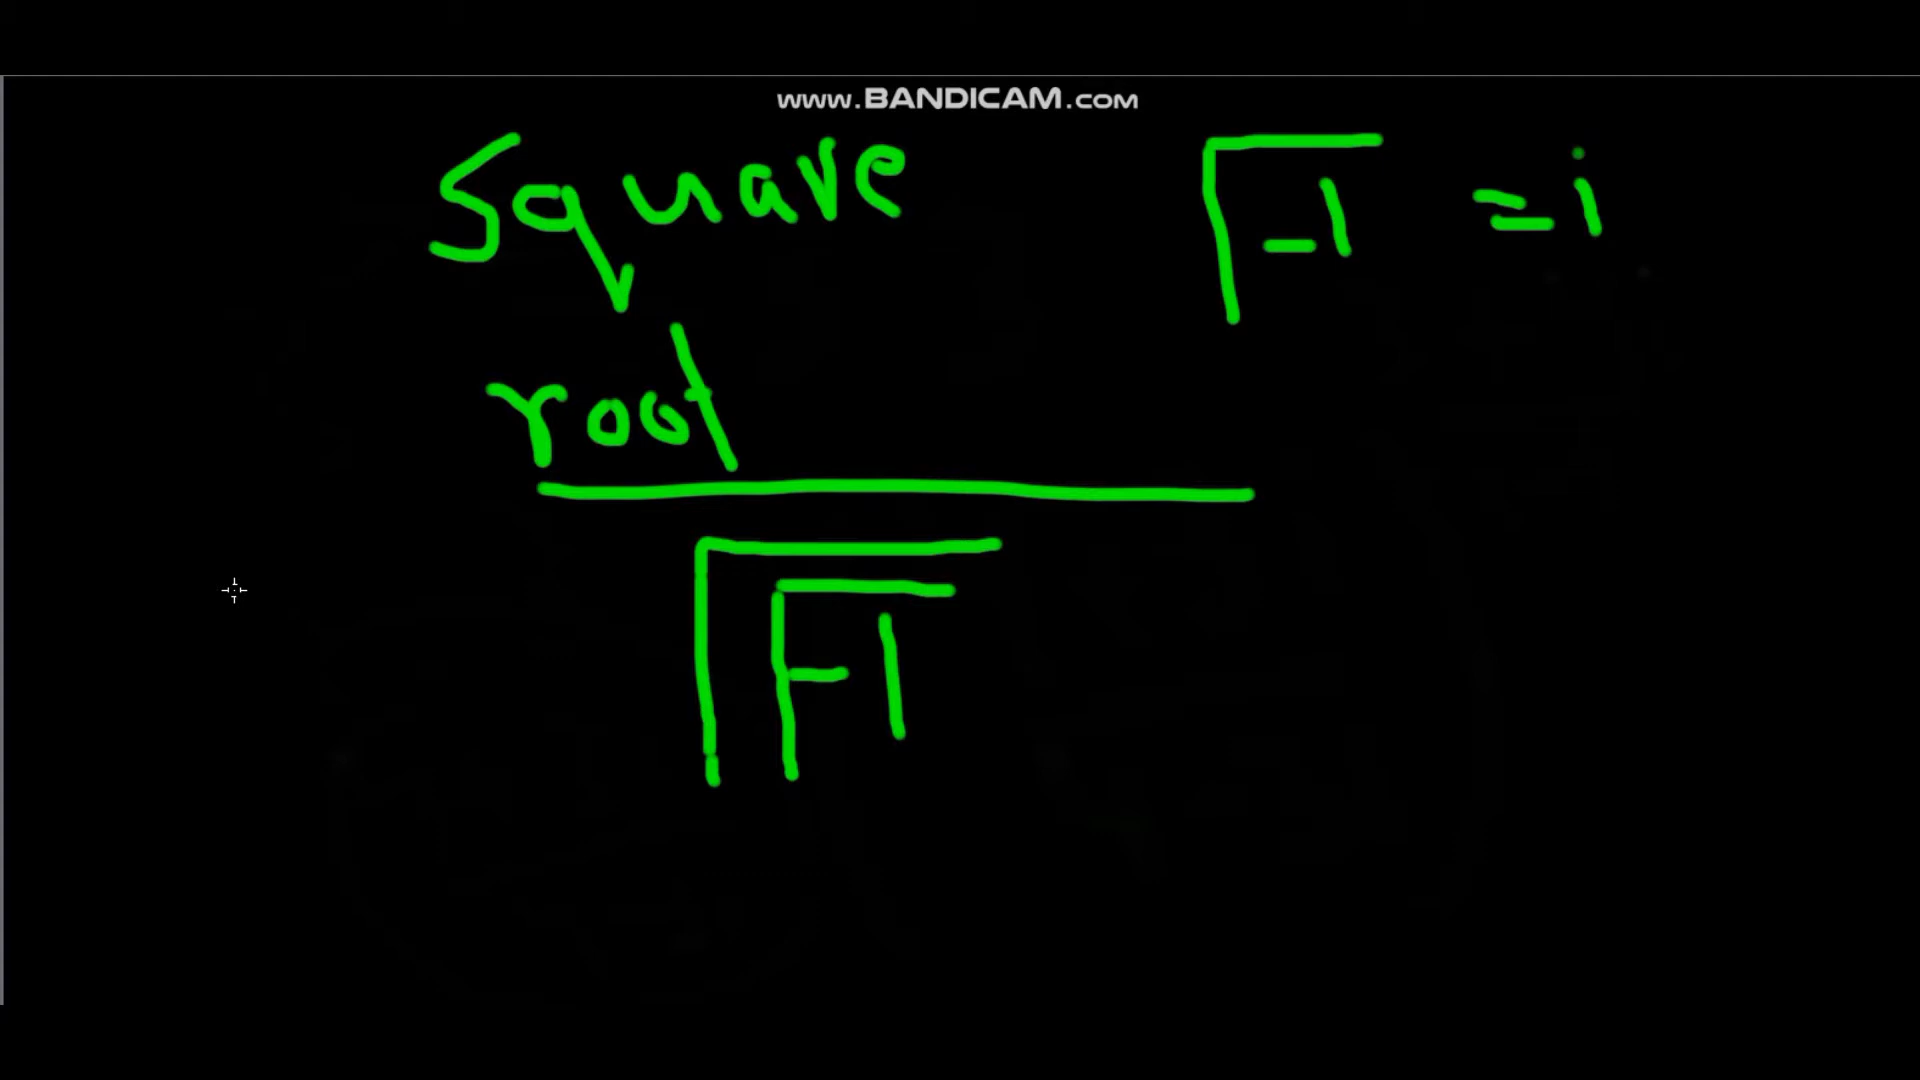 www.BANDICAM.com
Square
√-1 = i
root
√√-1